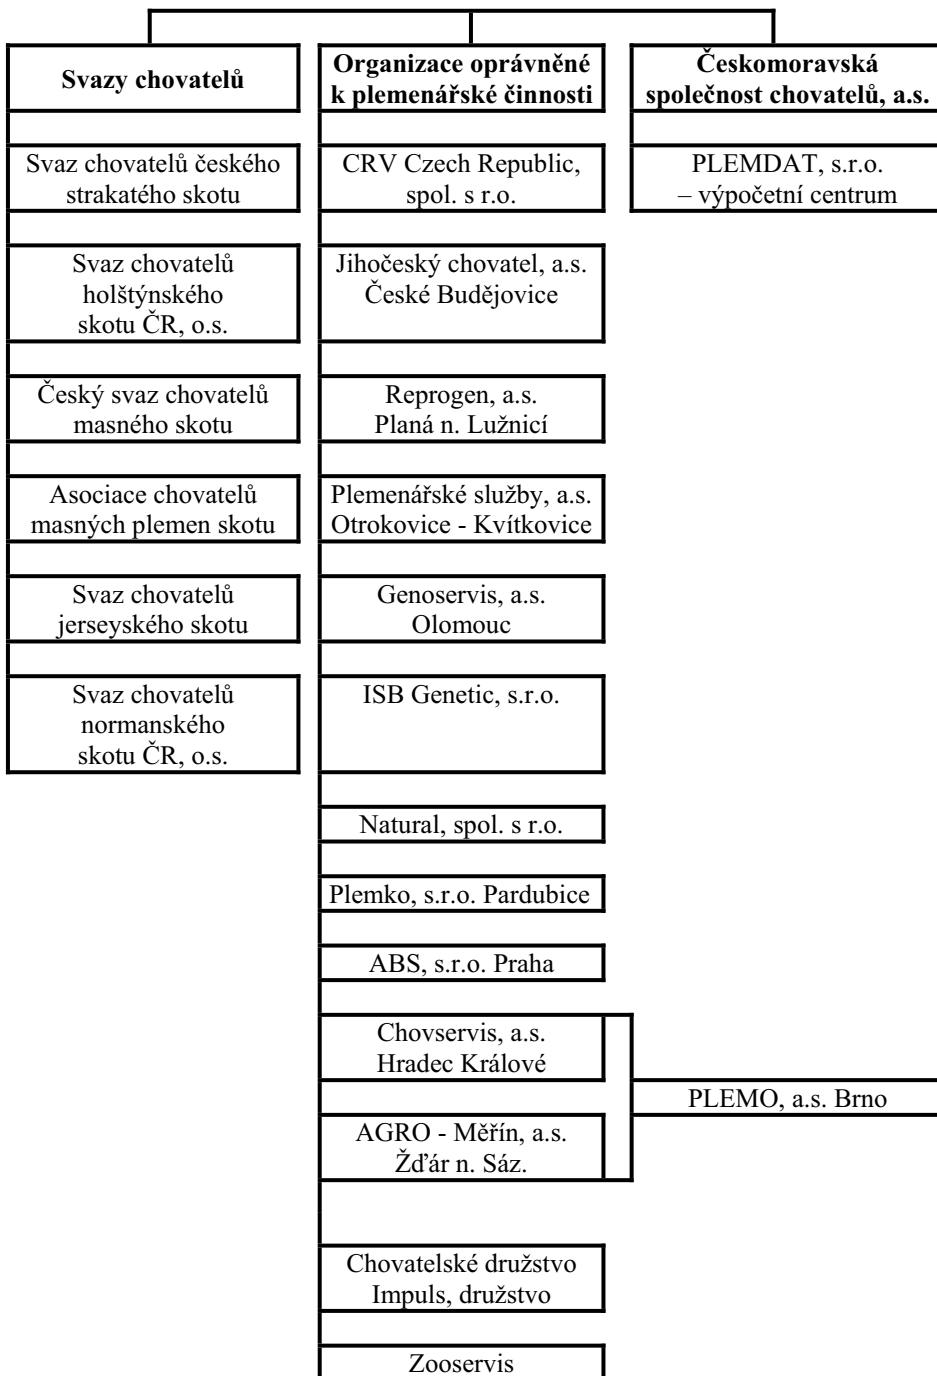 Svazy chovatelů
Svaz chovatelů českého
strakatého skotu
Svaz chovatelů
holštýnského
skotu ČR, o.s.
Český svaz chovatelů
masného skotu
Asociace chovatelů
masných plemen skotu
Svaz chovatelů
jerseyského skotu
Svaz chovatelů
normanského
skotu ČR, o.s.
Organizace oprávněné
k plemenářské činnosti
CRV Czech Republic,
spol. s r.o.
Jihočeský chovatel, a.s.
České Budějovice
Reprogen, a.s.
Planá n. Lužnicí
Plemenářské služby, a.s.
Otrokovice - Kvítkovice
Genoservis, a.s.
Olomouc
ISB Genetic, s.r.o.
Natural, spol. s r.o.
Plemko, s.r.o. Pardubice
ABS, s.r.o. Praha
Chovservis, a.s.
Hradec Králové
AGRO - Měřín, a.s.
Žďár n. Sáz.
Chovatelské družstvo
Impuls, družstvo
Zooservis
Českomoravská
společnost chovatelů, a.s.
PLEMDAT, s.r.o.
– výpočetní centrum
PLEMO, a.s. Brno